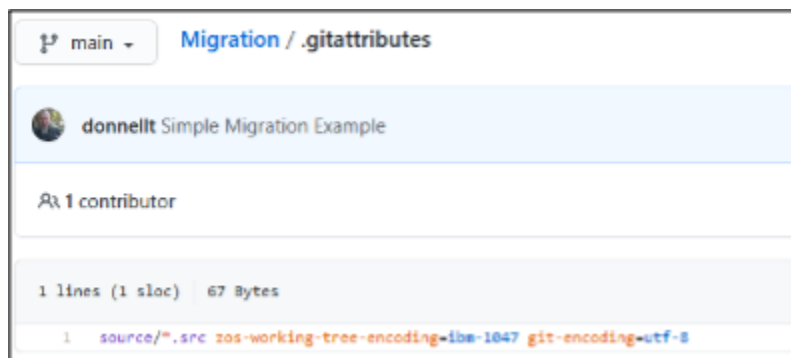 main
Migration / .gitattributes
donnellt Simple Migration Example
1 contributor
1 lines (1 sloc) 67 Bytes
1 source/*.src zos-working-tree-encoding=ibm-1047 git-encoding=utf-8